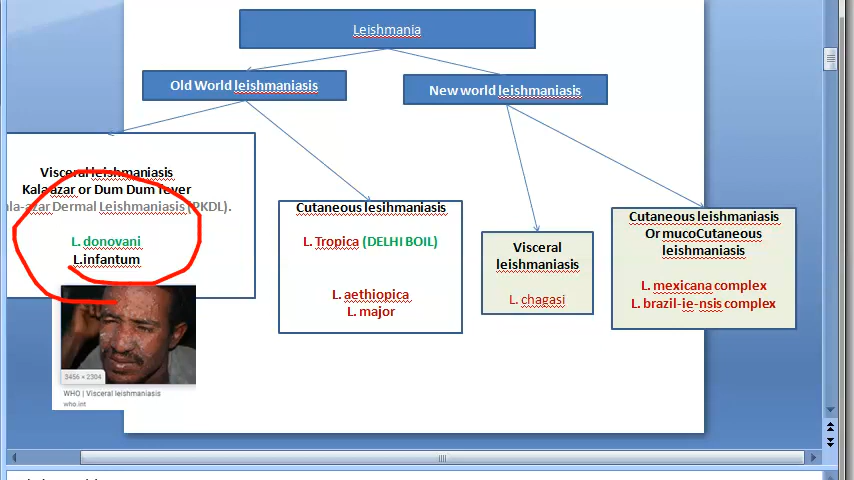 Leishmania
Old World leishmaniasis
New world leishmaniasis
Visceral leishmaniasis
Kala azar or Dum Dum fever
Dermal Leishmaniasis (PKDL).
L. donovani
L.infantum
Cutaneous lesihmaniasis
L. Tropica (DELHI BOIL)
L. aethiopica
L. major
Visceral
leishmaniasis
L. chagasi
Cutaneous leishmaniasis
Or mucoCutaneous
leishmaniasis
L. mexicana complex
L. brazil-ie-nsis complex
3456 × 2304
WHO | Visceral leishmaniasis
who.int